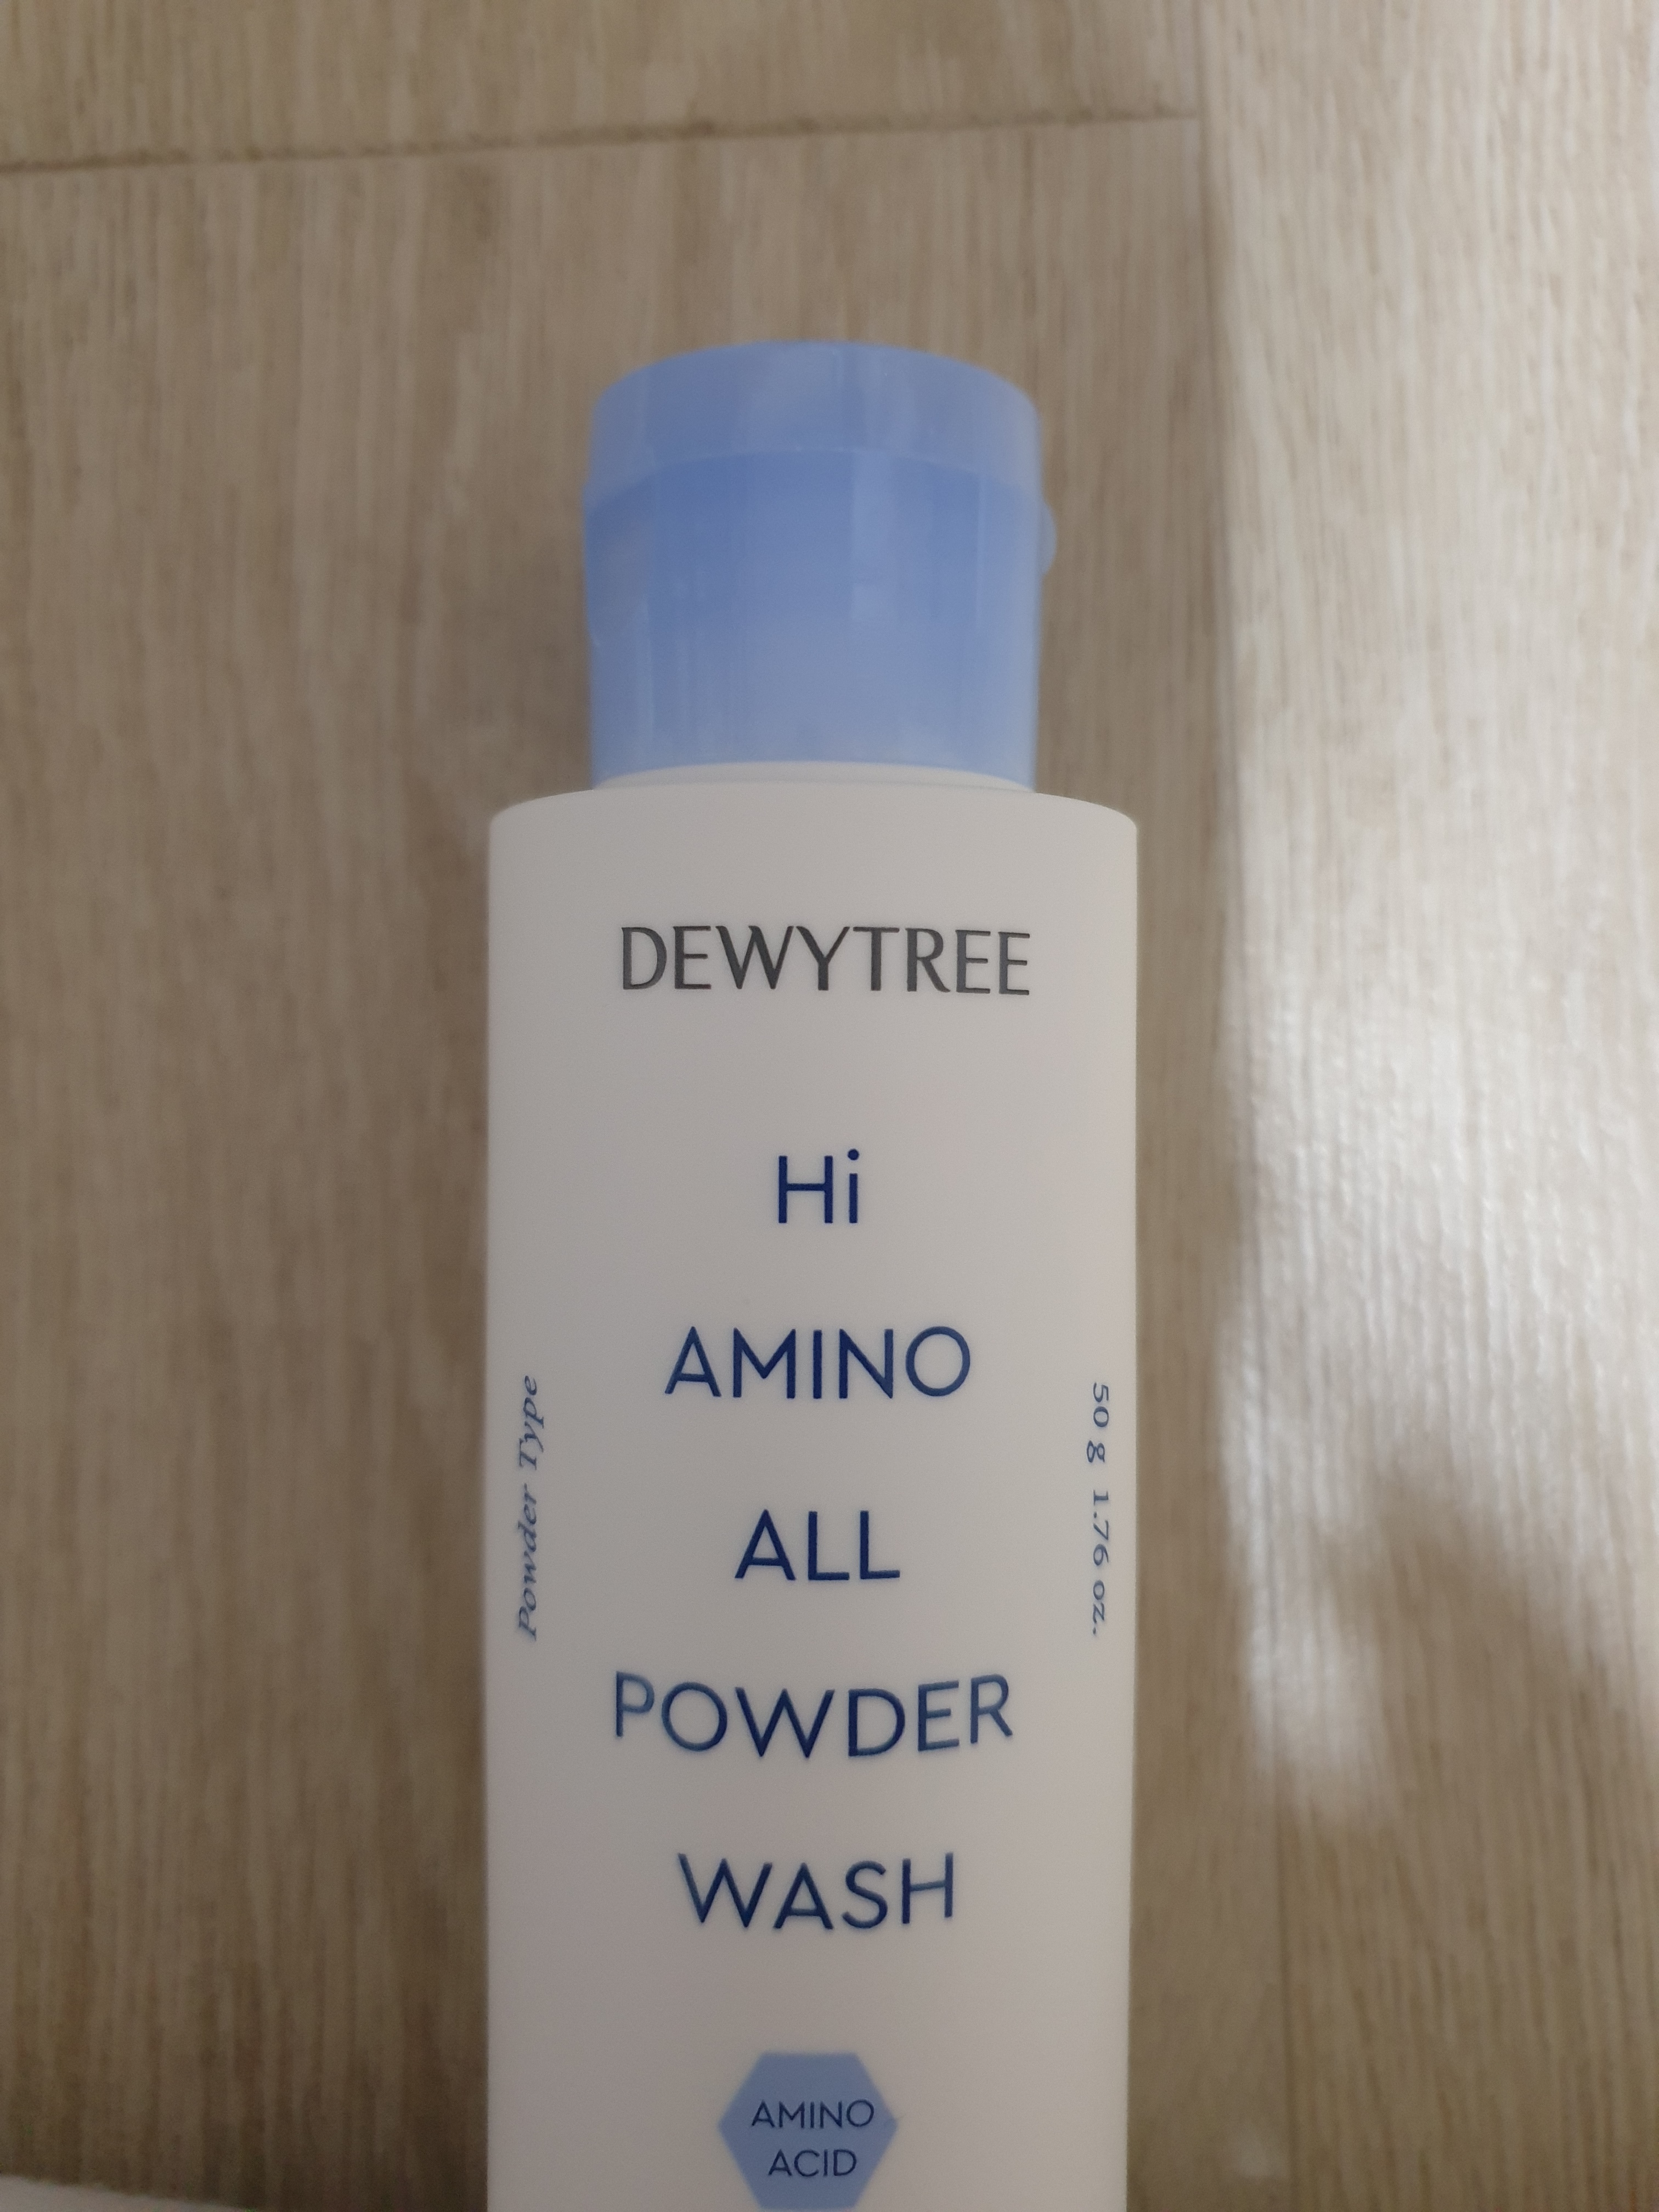 DEWYTREE
Hi
AMINO
ALL
POWDER
WASH
Powder Type
50 g 1.76 oz.
AMINO
ACID